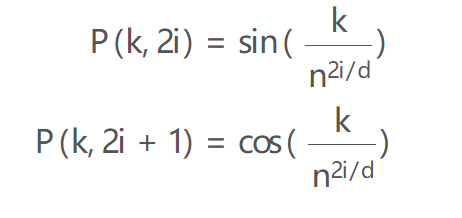 P(k, 2i) = sin( k / n^{2i/d} )
P(k, 2i + 1) = cos( k / n^{2i/d} )